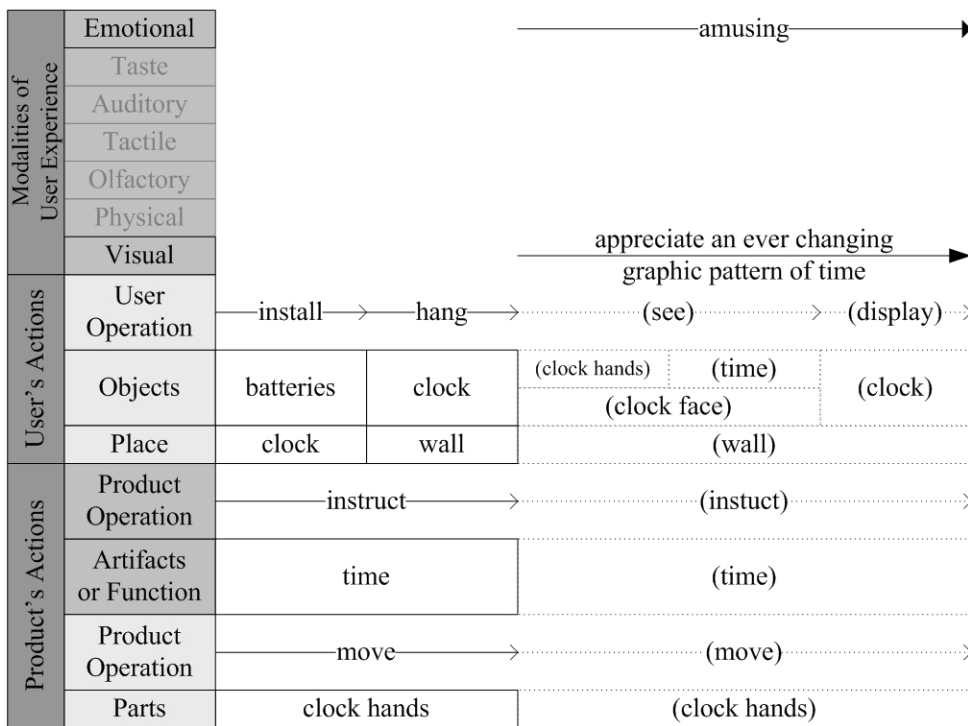 Modalities of
User Experience
Emotional
amusing
Taste
Auditory
Tactile
Olfactory
Physical
Visual
appreciate an ever changing
graphic pattern of time
User's Actions
User
Operation
install
hang
(see)
(display)
Objects
batteries
clock
(clock hands)
(time)
(clock face)
(clock)
Place
clock
wall
(wall)
Product's Actions
Product
Operation
instruct
(instuct)
Artifacts
or Function
time
(time)
Product
Operation
move
(move)
Parts
clock hands
(clock hands)